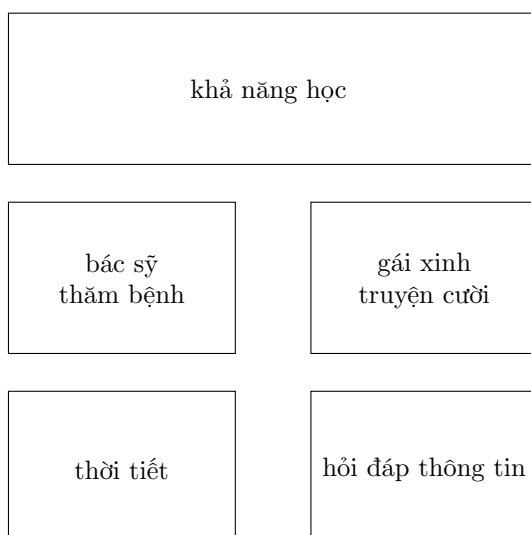 khả năng học
bác sỹ
thăm bệnh
gái xinh
truyện cười
thời tiết
hỏi đáp thông tin